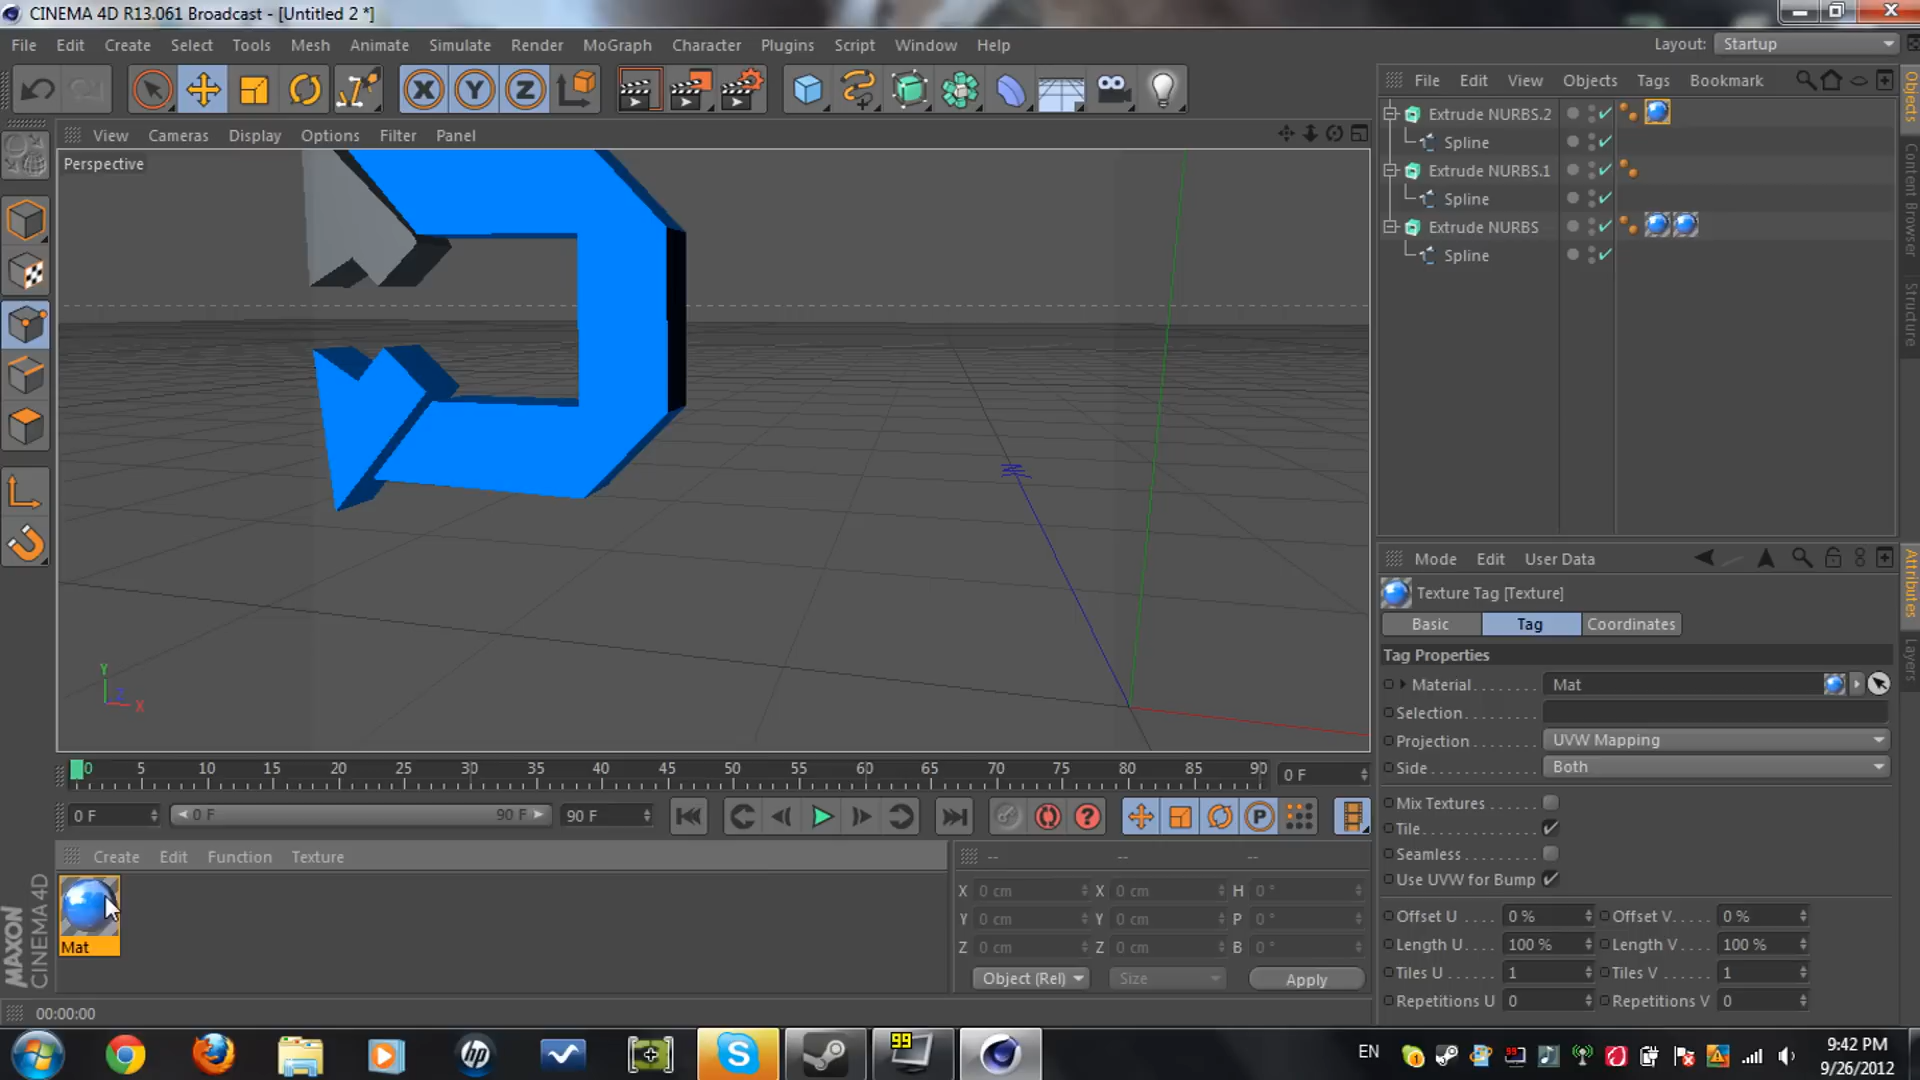 CINEMA 4D R13.061 Broadcast - [Untitled 2 *]
File Edit Create Select Tools Mesh Animate Simulate Render MoGraph Character Plugins Script Window Help
Layout: Startup
X Y Z
File Edit View Objects Tags Bookmark
View Cameras Display Options Filter Panel
Perspective
Extrude NURBS.2
Spline
Extrude NURBS.1
Spline
Extrude NURBS
Spline
Objects
Content Browser
Structure
Y
Z
X
Mode Edit User Data
Texture Tag [Texture]
Basic Tag Coordinates
Tag Properties
Material Mat
Selection
Projection UVW Mapping
Side Both
Mix Textures
Tile
Seamless
Use UVW for Bump
Offset U 0 % Offset V 0 %
Length U 100 % Length V 100 %
Tiles U 1 Tiles V 1
Repetitions U 0 Repetitions V 0
Attributes
Layers
0 5 10 15 20 25 30 35 40 45 50 55 60 65 70 75 80 85 90 0 F
0 F 0 F 90 F 90 F
P
Create Edit Function Texture
Mat
-- -- --
X 0 cm X 0 cm H 0 °
Y 0 cm Y 0 cm P 0 °
Z 0 cm Z 0 cm B 0 °
Object (Rel) Size Apply
MAXON
CINEMA 4D
00:00:00
99
EN
9:42 PM
9/26/2012